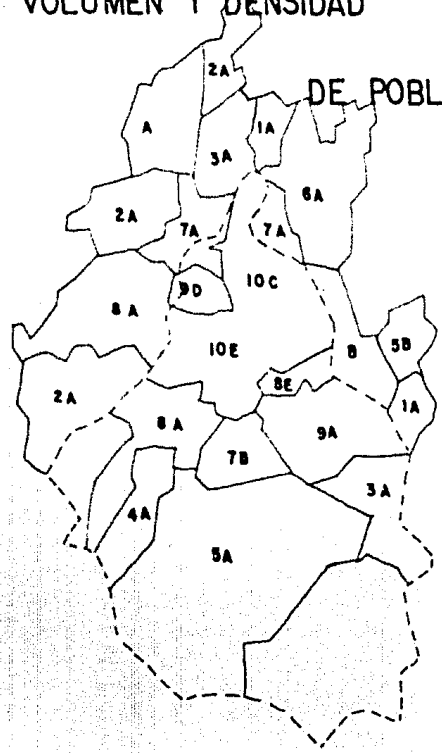 VOLUMEN Y DENSIDAD
DE POBL
2A
A
1A
3A
6A
2A
7A
7A
9D
10C
8A
10E
B
5B
8E
2A
1A
8A
9A
7B
3A
4A
5A